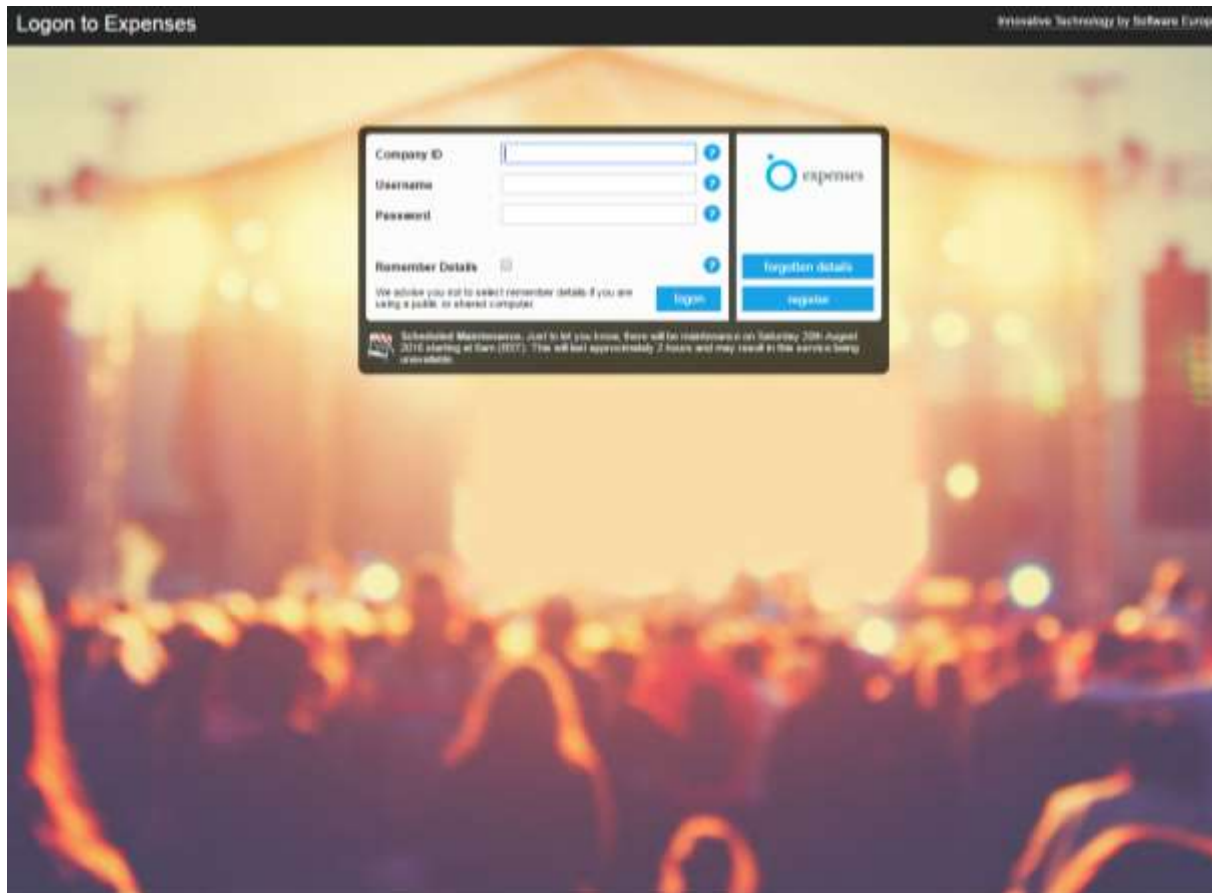 Logon to Expenses
Innovative Technology by Software Europ
Company ID
Username
Password
Remember Details
We advise you not to select remember details if you are
using a public or shared computer.
logon
expenses
forgotten details
register
Scheduled Maintenance. Just to let you know, there will be maintenance on Saturday 20th August
2016 starting at 8am (BST). This will last approximately 2 hours and may result in this service being
unavailable.